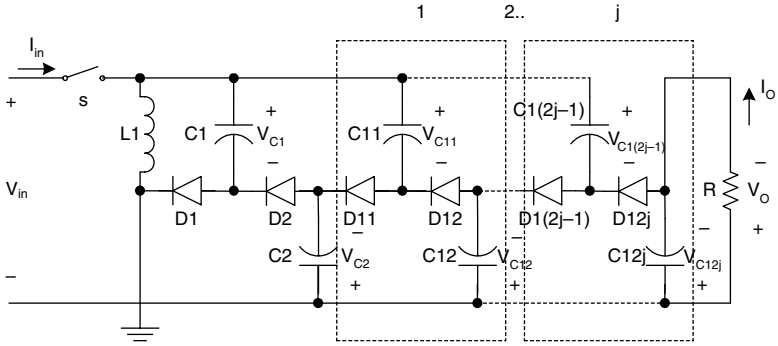 1 2.. j
I_in I_O
+ S L1 C1 + V_C1 C11 + V_C11 C1(2j–1) + V_C1(2j–1)
V_in – – – R – V_O +
D1 D2 D11 D12 D1(2j–1) D12j
C2 – V_C2 + C12 – V_C12 + C12j – V_C12j +
–